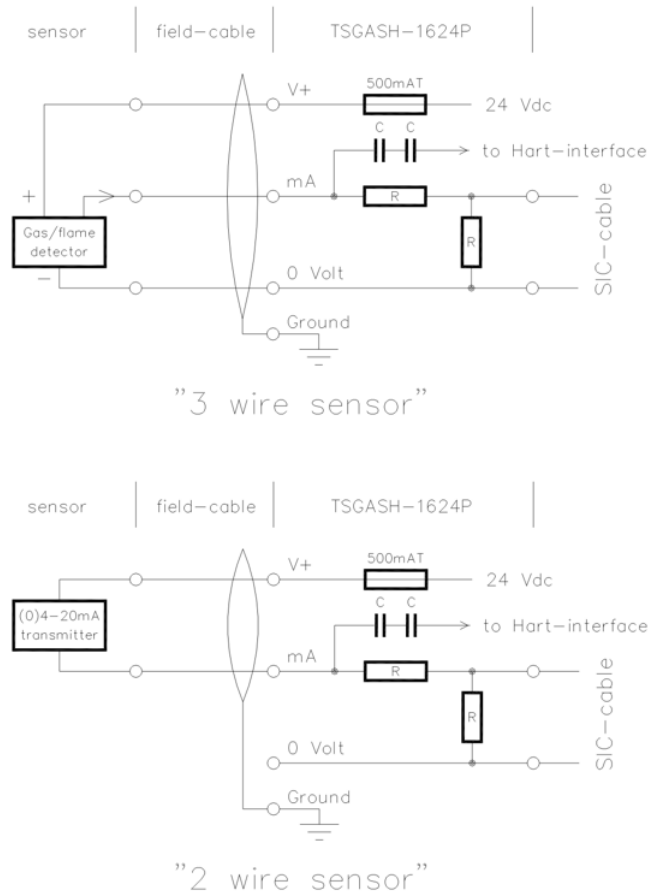 sensor field-cable TSGASH-1624P
V+ 500mAT 24 Vdc
C C to Hart-interface
mA
+ R
Gas/flame
detector R SIC-cable
- 0 Volt
Ground
"3 wire sensor"
sensor field-cable TSGASH-1624P
V+ 500mAT 24 Vdc
C C
(0)4-20mA to Hart-interface
transmitter
mA R
R SIC-cable
0 Volt
Ground
"2 wire sensor"